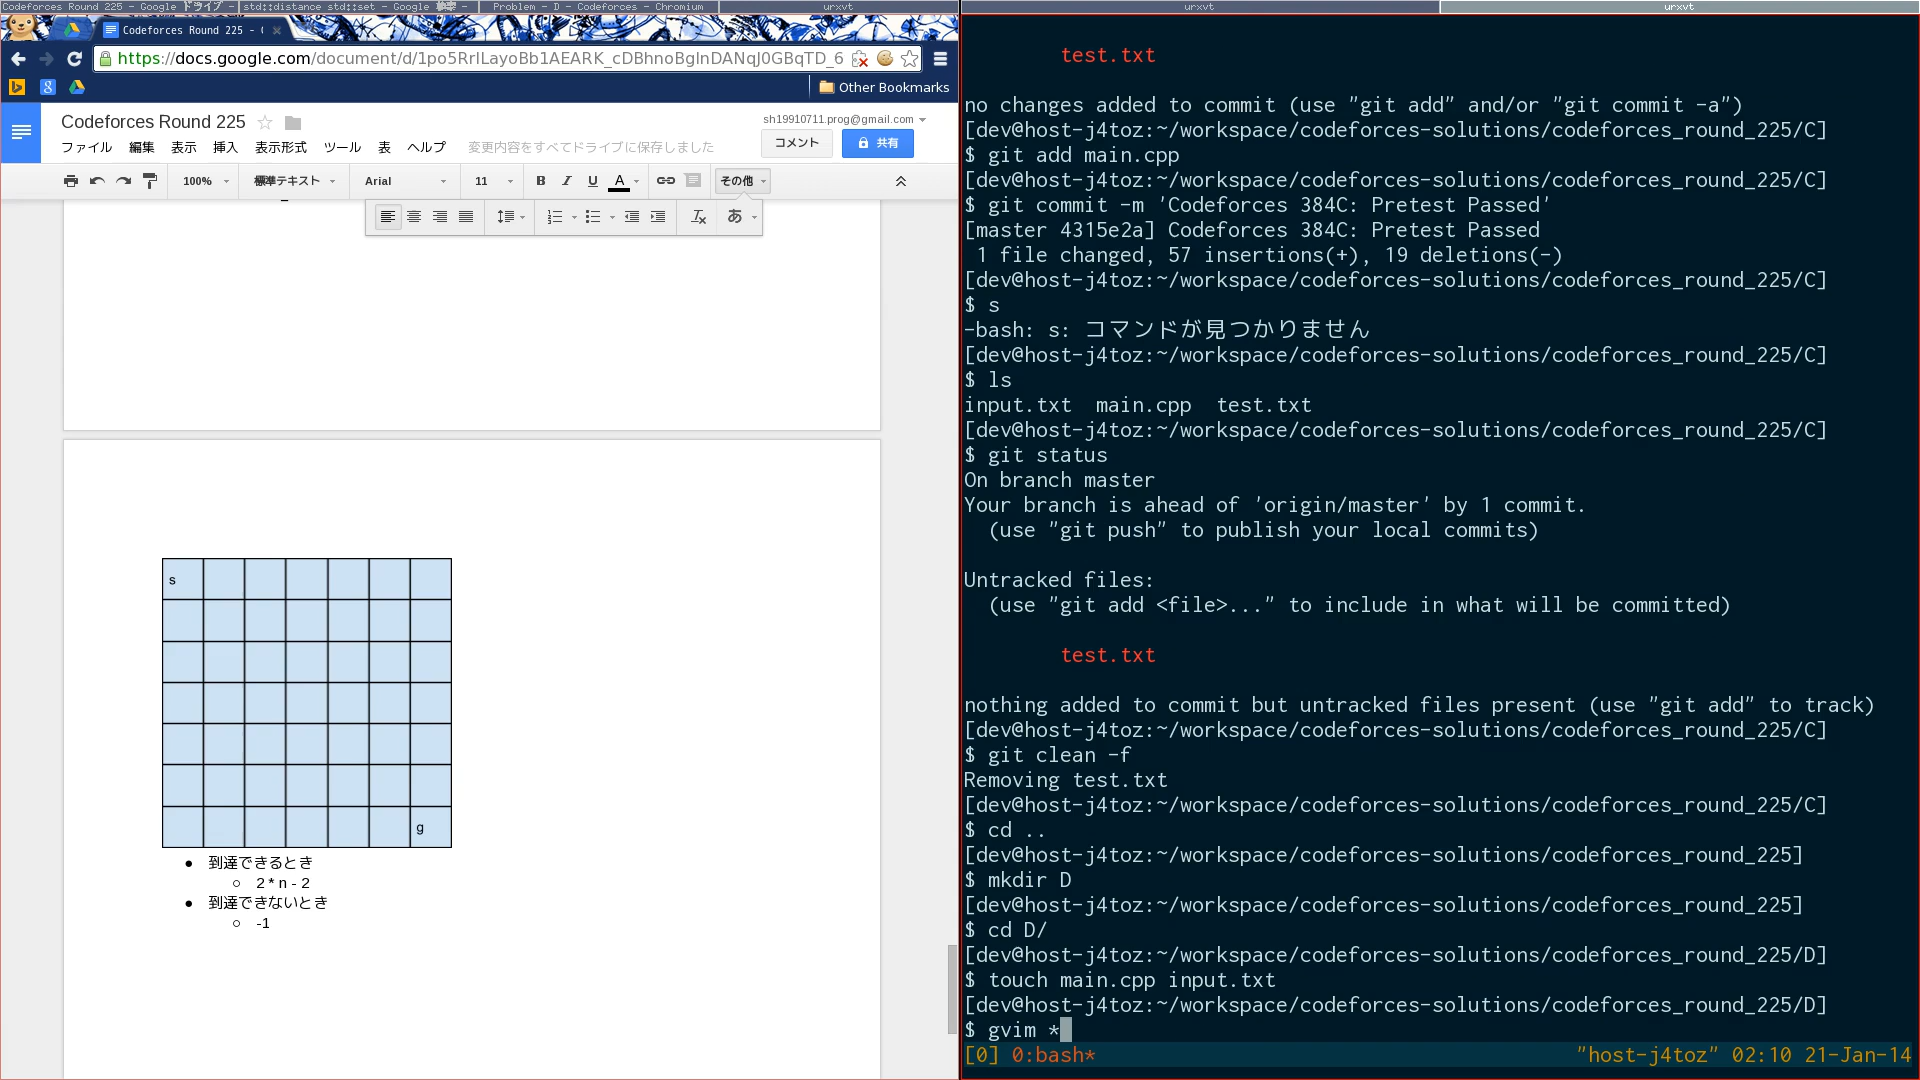 Codeforces Round 225 - Google ドライブ -
std::distance std::set - Google 検索 -
Problem - D - Codeforces - Chromium
urxvt
urxvt
urxvt
Codeforces Round 225 - (
https://docs.google.com/document/d/1po5RrlLayoBb1AEARK_cDBhnoBgInDANqJ0GBqTD_6
Other Bookmarks
Codeforces Round 225
sh19910711.prog@gmail.com
ファイル 編集 表示 挿入 表示形式 ツール 表 ヘルプ 変更内容をすべてドライブに保存しました
コメント
共有
100% 標準テキスト Arial 11 B I U A その他
あ
s
g
● 到達できるとき
○ 2 * n - 2
● 到達できないとき
○ -1
test.txt
no changes added to commit (use "git add" and/or "git commit -a")
[dev@host-j4toz:~/workspace/codeforces-solutions/codeforces_round_225/C]
$ git add main.cpp
[dev@host-j4toz:~/workspace/codeforces-solutions/codeforces_round_225/C]
$ git commit -m 'Codeforces 384C: Pretest Passed'
[master 4315e2a] Codeforces 384C: Pretest Passed
1 file changed, 57 insertions(+), 19 deletions(-)
[dev@host-j4toz:~/workspace/codeforces-solutions/codeforces_round_225/C]
$ s
-bash: s: コマンドが見つかりません
[dev@host-j4toz:~/workspace/codeforces-solutions/codeforces_round_225/C]
$ ls
input.txt main.cpp test.txt
[dev@host-j4toz:~/workspace/codeforces-solutions/codeforces_round_225/C]
$ git status
On branch master
Your branch is ahead of 'origin/master' by 1 commit.
(use "git push" to publish your local commits)
Untracked files:
(use "git add <file>..." to include in what will be committed)
test.txt
nothing added to commit but untracked files present (use "git add" to track)
[dev@host-j4toz:~/workspace/codeforces-solutions/codeforces_round_225/C]
$ git clean -f
Removing test.txt
[dev@host-j4toz:~/workspace/codeforces-solutions/codeforces_round_225/C]
$ cd ..
[dev@host-j4toz:~/workspace/codeforces-solutions/codeforces_round_225]
$ mkdir D
[dev@host-j4toz:~/workspace/codeforces-solutions/codeforces_round_225]
$ cd D/
[dev@host-j4toz:~/workspace/codeforces-solutions/codeforces_round_225/D]
$ touch main.cpp input.txt
[dev@host-j4toz:~/workspace/codeforces-solutions/codeforces_round_225/D]
$ gvim *
[0] 0:bash* "host-j4toz" 02:10 21-Jan-14